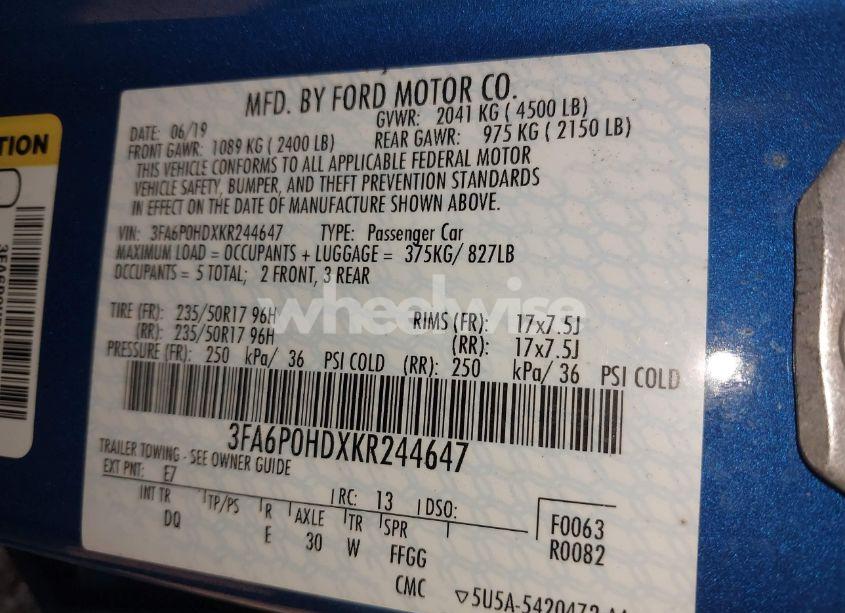 MFD. BY FORD MOTOR CO.
DATE: 06/19 GVWR: 2041 KG ( 4500 LB)
FRONT GAWR: 1089 KG ( 2400 LB) REAR GAWR: 975 KG ( 2150 LB)
THIS VEHICLE CONFORMS TO ALL APPLICABLE FEDERAL MOTOR
VEHICLE SAFETY, BUMPER, AND THEFT PREVENTION STANDARDS
IN EFFECT ON THE DATE OF MANUFACTURE SHOWN ABOVE.
VIN: 3FA6P0HDXKR244647 TYPE: Passenger Car
MAXIMUM LOAD = OCCUPANTS + LUGGAGE = 375KG/ 827LB
OCCUPANTS = 5 TOTAL; 2 FRONT, 3 REAR
wheelwise
TIRE (FR): 235/50R17 96H RIMS (FR): 17x7.5J
(RR): 235/50R17 96H (RR): 17x7.5J
PRESSURE (FR): 250 kPa/ 36 PSI COLD (RR): 250 kPa/ 36 PSI COLD
3FA6P0HDXKR244647
TRAILER TOWING - SEE OWNER GUIDE
EXT PNT: E7 RC: 13 DSO:
INT TR TP/PS R AXLE TR SPR F0063
DQ E 30 W FFGG R0082
CMC ▽5U5A-5420472